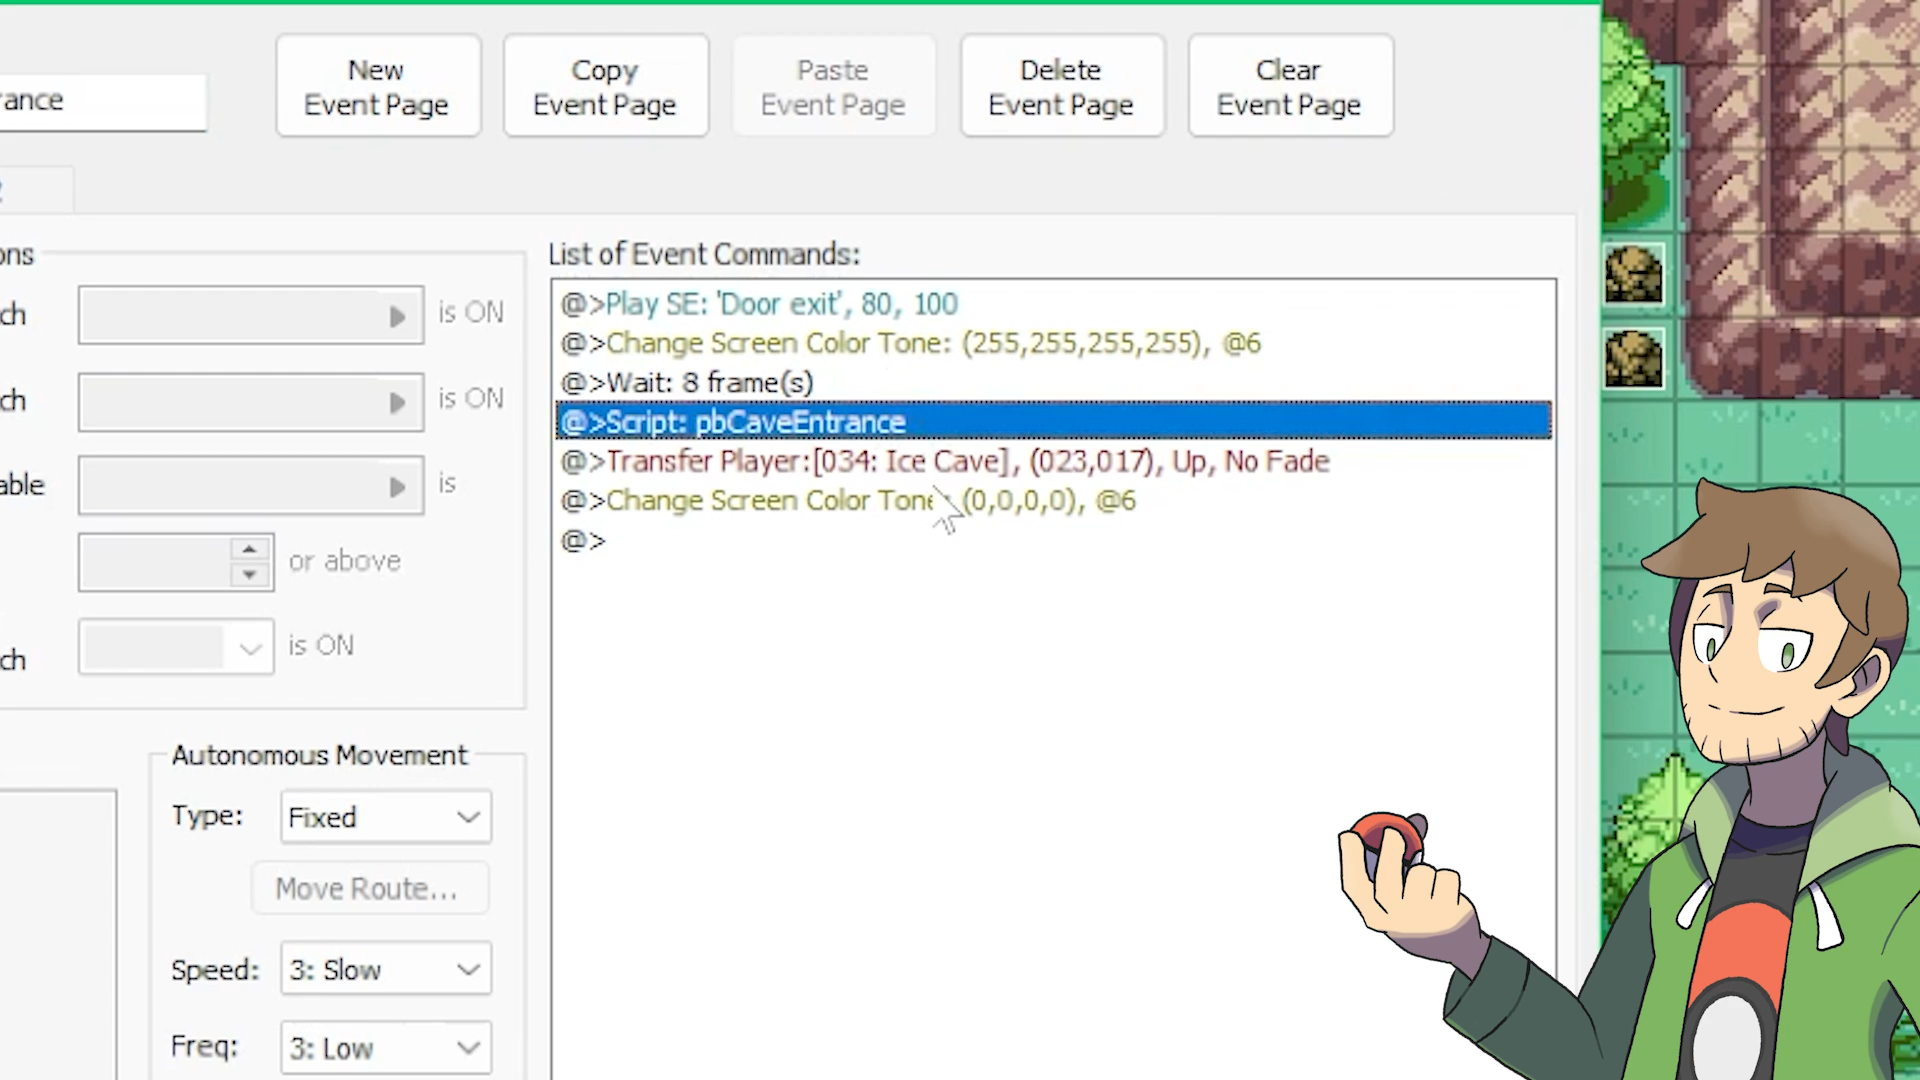 New
Event Page
Copy
Event Page
Paste
Event Page
Delete
Event Page
Clear
Event Page
rance
ons
ch
is ON
ch
is ON
able
is
or above
ch
is ON
List of Event Commands:
@>Play SE: 'Door exit', 80, 100
@>Change Screen Color Tone: (255,255,255,255), @6
@>Wait: 8 frame(s)
@>Script: pbCaveEntrance
@>Transfer Player:[034: Ice Cave], (023,017), Up, No Fade
@>Change Screen Color Tone: (0,0,0,0), @6
@>
Autonomous Movement
Type: Fixed
Move Route...
Speed: 3: Slow
Freq: 3: Low